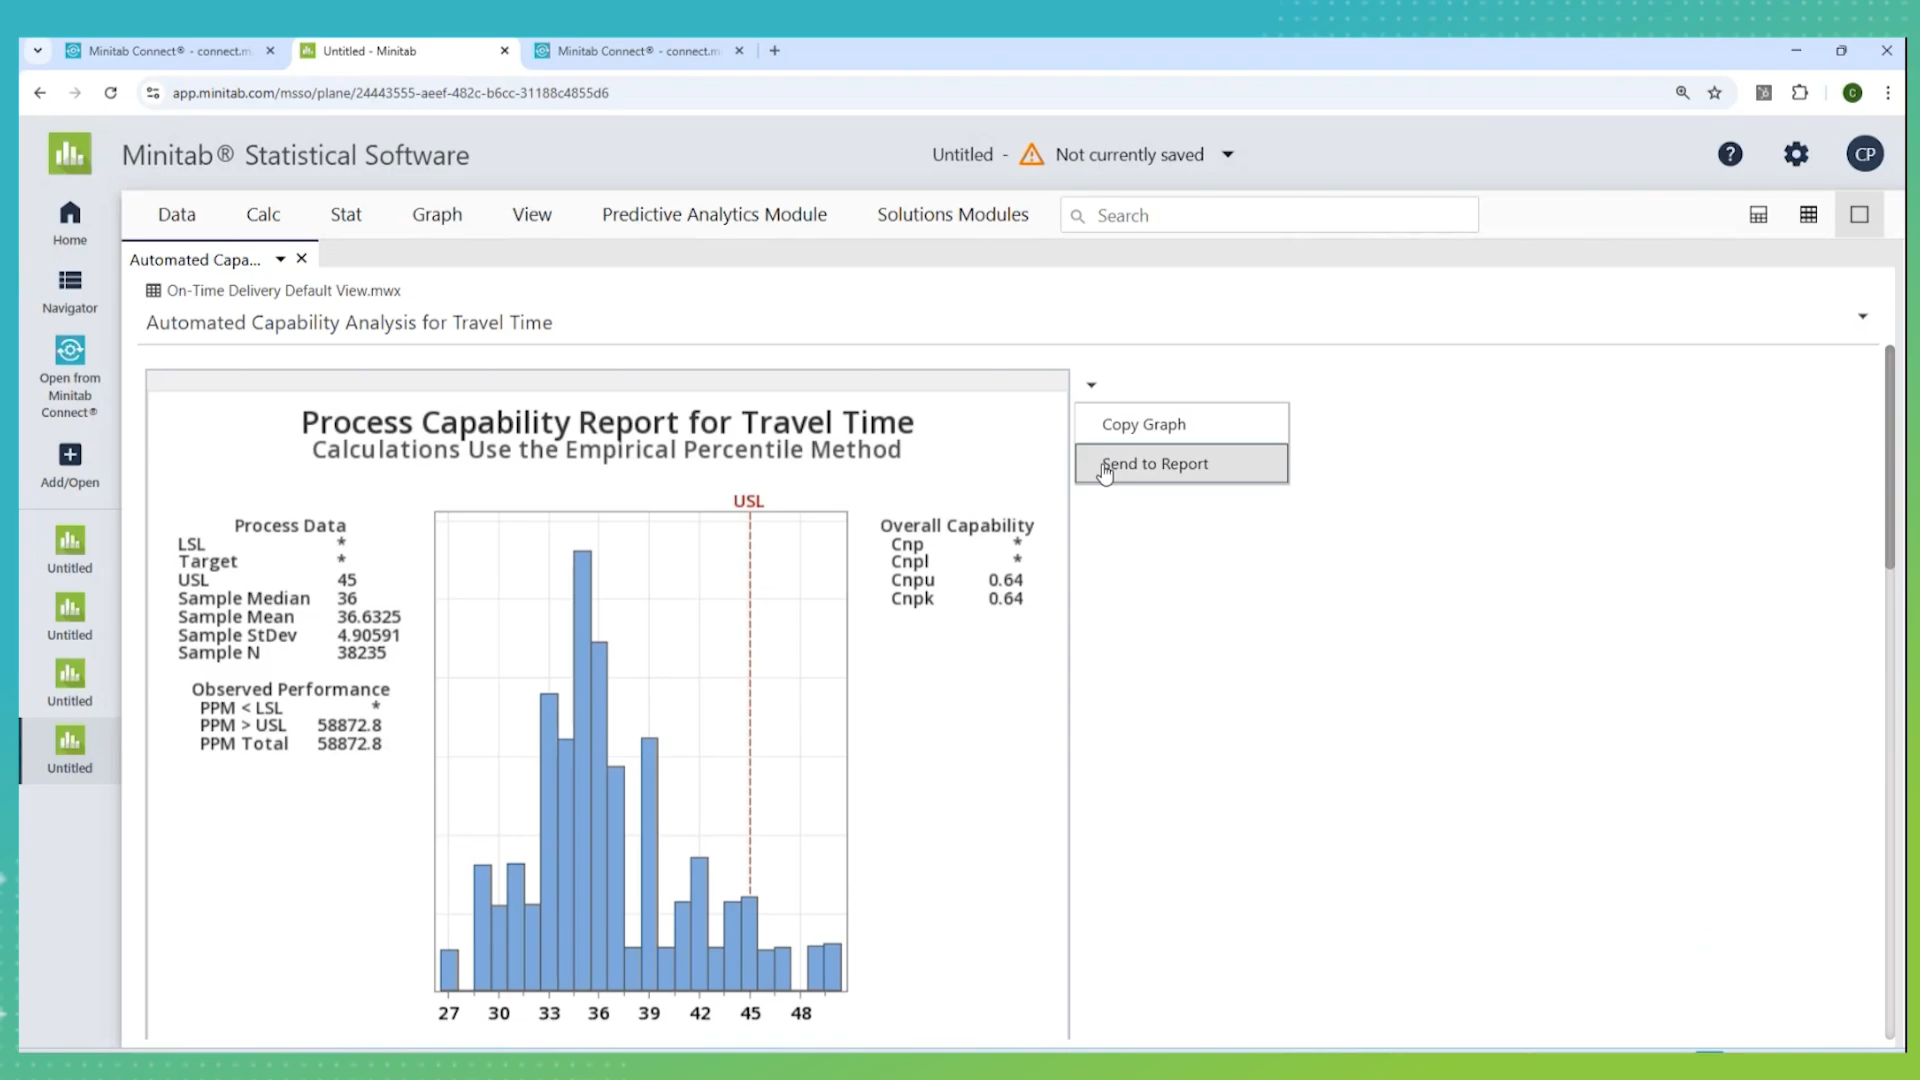 Minitab Connect® - connect.m
Untitled - Minitab
Minitab Connect® - connect.m
app.minitab.com/msso/plane/24443555-aeef-482c-b6cc-31188c4855d6
C
Minitab® Statistical Software
Untitled - Not currently saved
CP
Home
Navigator
Open from
Minitab
Connect®
Add/Open
Untitled
Untitled
Untitled
Untitled
Data Calc Stat Graph View Predictive Analytics Module Solutions Modules Search
Automated Capa...
On-Time Delivery Default View.mwx
Automated Capability Analysis for Travel Time
Copy Graph
Send to Report
Process Capability Report for Travel Time
Calculations Use the Empirical Percentile Method
Process Data
LSL *
Target *
USL 45
Sample Median 36
Sample Mean 36.6325
Sample StDev 4.90591
Sample N 38235
Observed Performance
PPM < LSL *
PPM > USL 58872.8
PPM Total 58872.8
USL
Overall Capability
Cnp *
Cnpl *
Cnpu 0.64
Cnpk 0.64
27 30 33 36 39 42 45 48